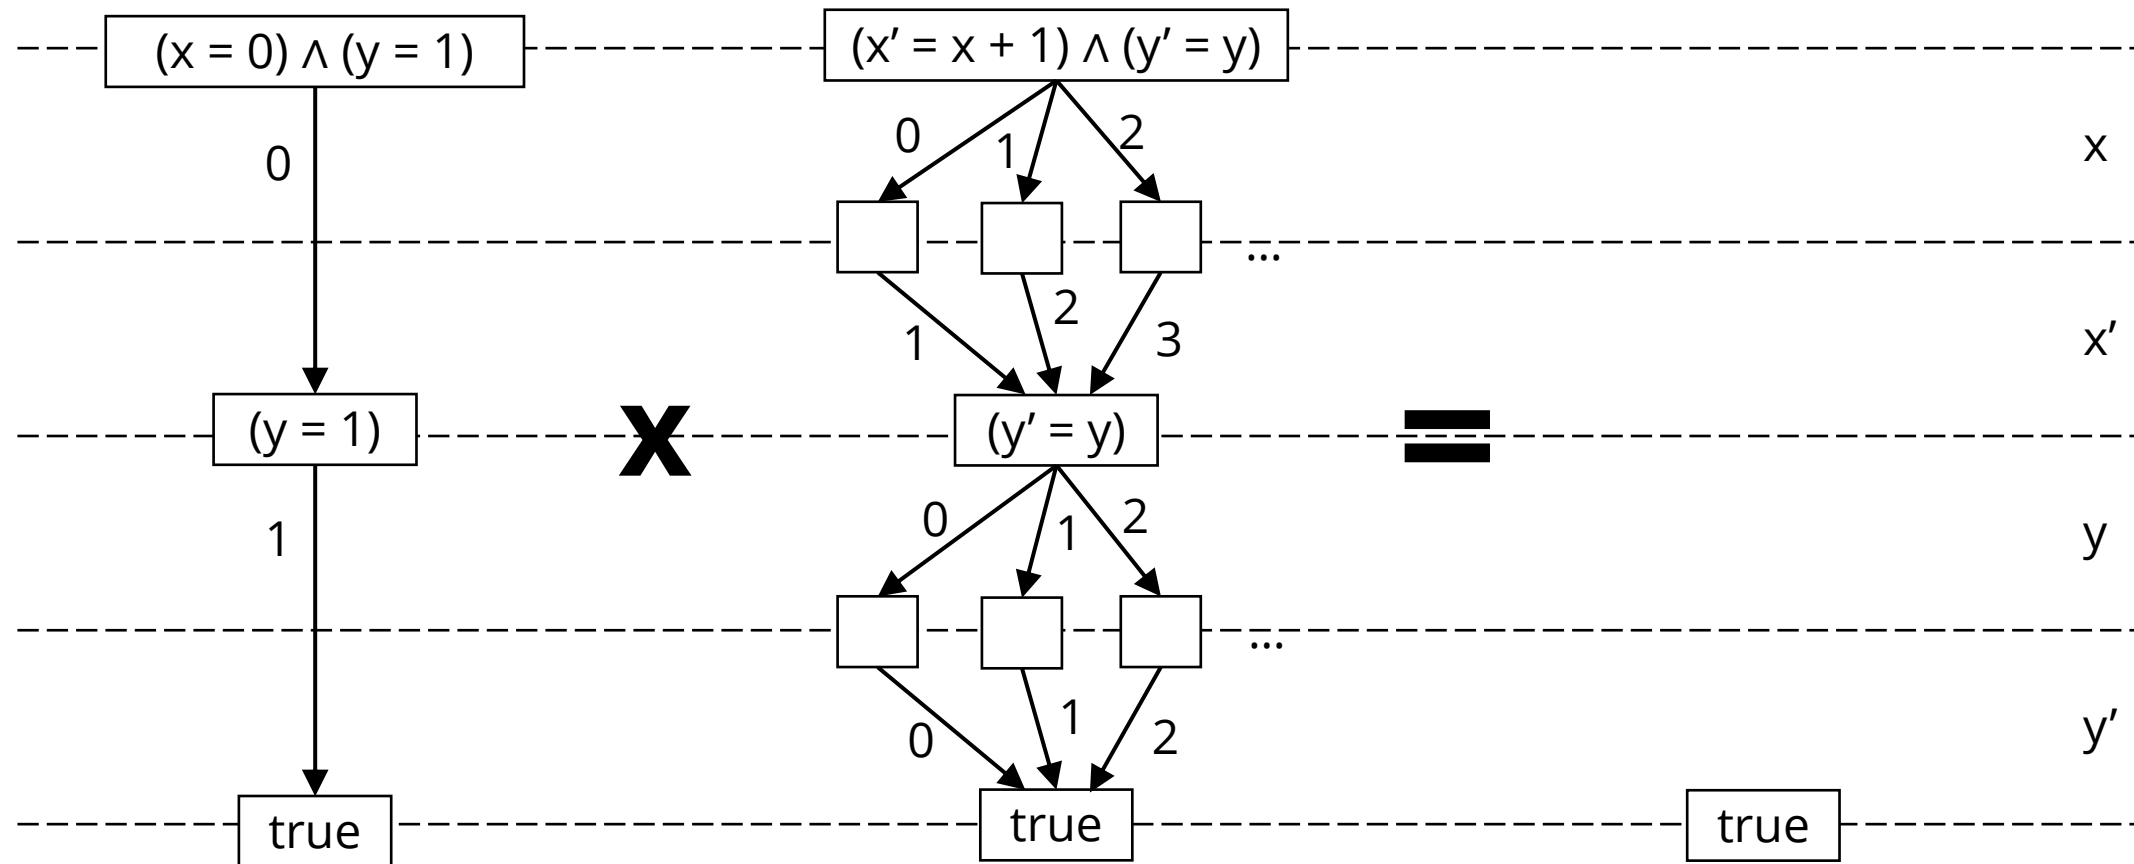 (x = 0) ∧ (y = 1)
(x’ = x + 1) ∧ (y’ = y)
0
0
1
2
x
...
1
2
3
x’
(y = 1)
x
(y’ = y)
=
1
0
1
2
y
...
0
1
2
y’
true
true
true